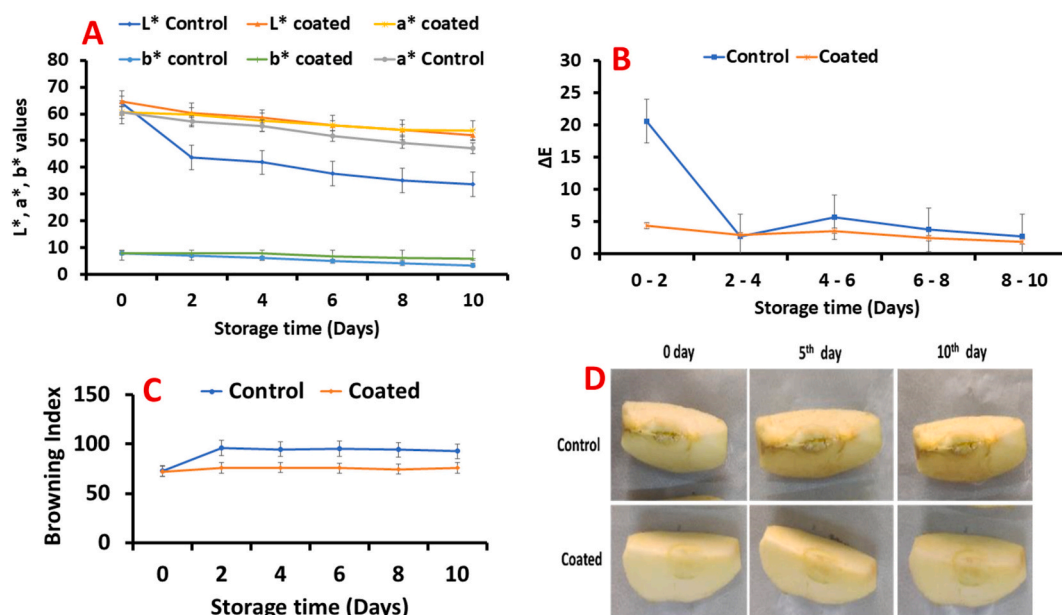 A
L* Control L* coated a* coated
b* control b* coated a* Control
80
70
60
50
40
30
20
10
0
L*, a*, b* values
0 2 4 6 8 10
Storage time (Days)
B
Control Coated
30
25
20
15
10
5
0
ΔE
0 - 2 2 - 4 4 - 6 6 - 8 8 - 10
Storage time (Days)
C
Control Coated
150
100
50
0
Browning Index
0 2 4 6 8 10
Storage time (Days)
D
0 day 5th day 10th day
Control
Coated